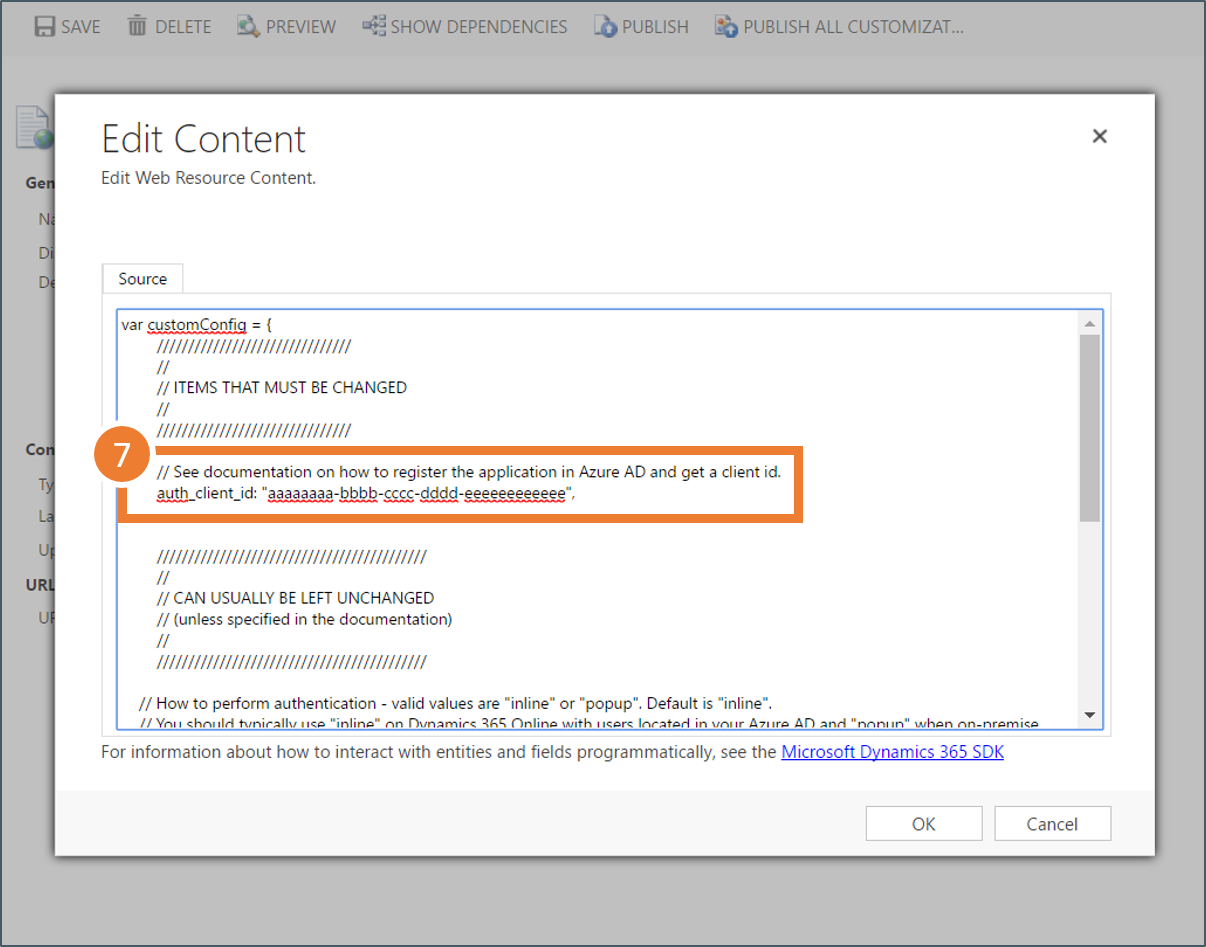 SAVE DELETE PREVIEW SHOW DEPENDENCIES PUBLISH PUBLISH ALL CUSTOMIZAT...
Edit Content
Edit Web Resource Content.
Gen
Na
Di
De
Source
var customConfig = {
///////////////////////////////
//
// ITEMS THAT MUST BE CHANGED
//
///////////////////////////////
7
// See documentation on how to register the application in Azure AD and get a client id.
auth_client_id: "aaaaaaaa-bbbb-cccc-dddd-eeeeeeeeeeee",
Con
Ty
La
Up
URL
UR
///////////////////////////////////////////
//
// CAN USUALLY BE LEFT UNCHANGED
// (unless specified in the documentation)
//
///////////////////////////////////////////
// How to perform authentication - valid values are "inline" or "popup". Default is "inline".
// You should typically use "inline" on Dynamics 365 Online with users located in your Azure AD and "popup" when on-premise
For information about how to interact with entities and fields programmatically, see the Microsoft Dynamics 365 SDK
OK Cancel